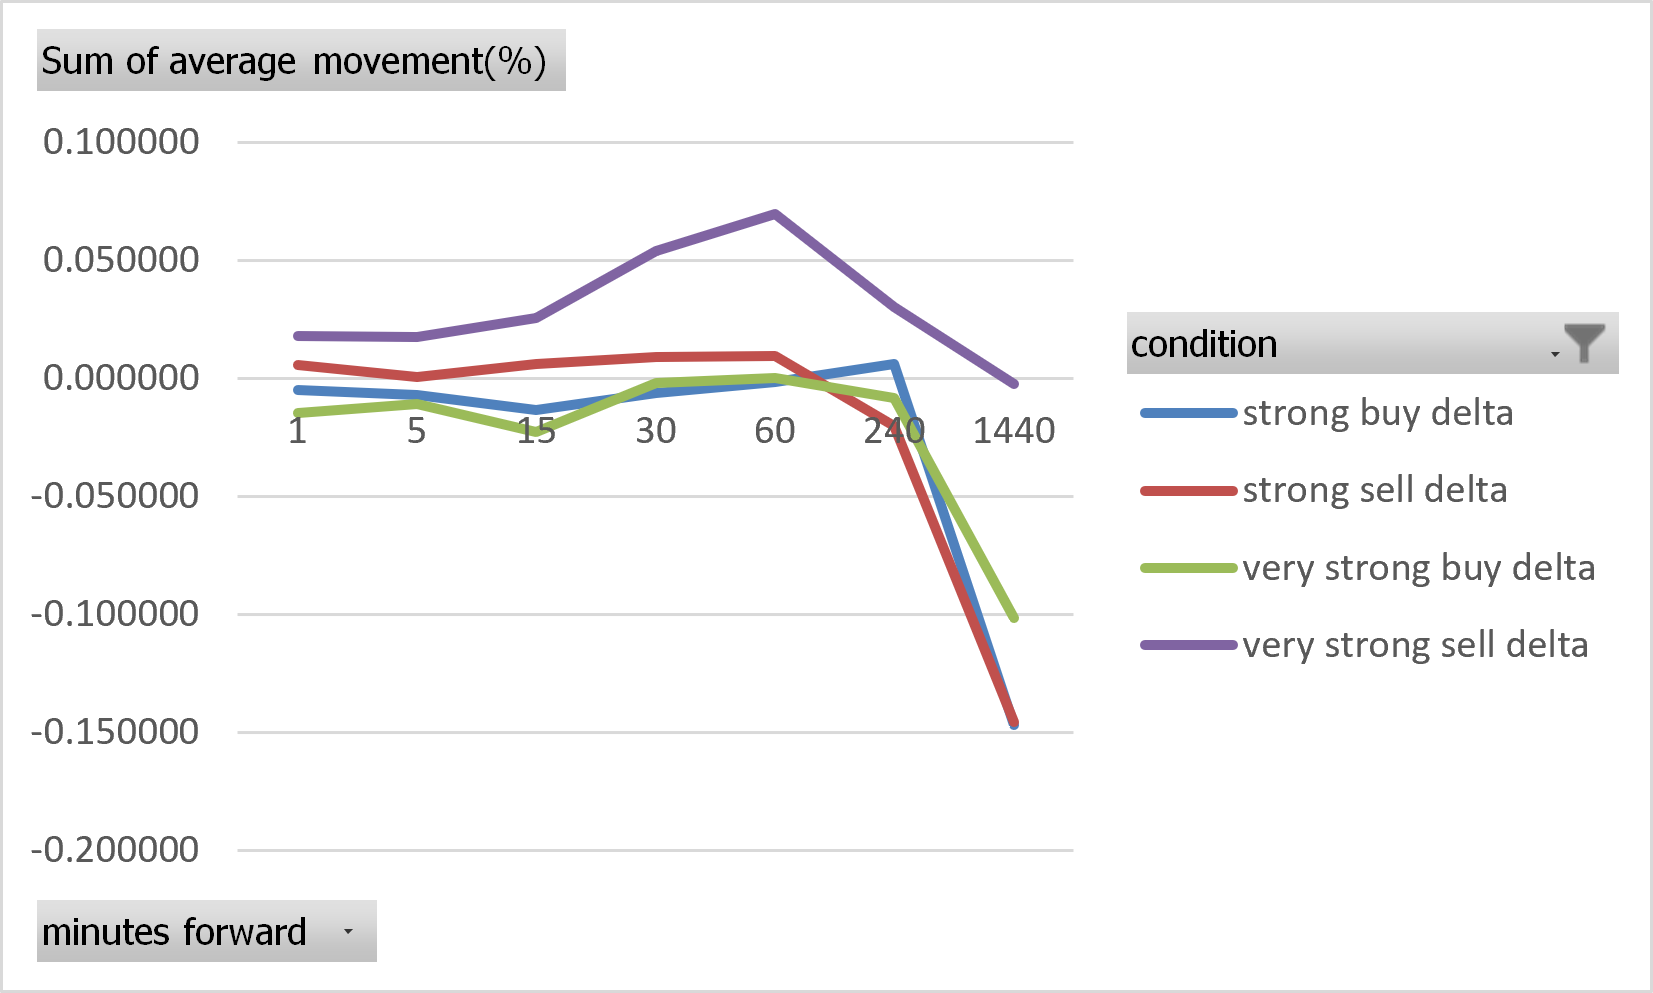 Sum of average movement(%)
0.100000
0.050000
0.000000
-0.050000
-0.100000
-0.150000
-0.200000
1 5 15 30 60 240 1440
condition
strong buy delta
strong sell delta
very strong buy delta
very strong sell delta
minutes forward